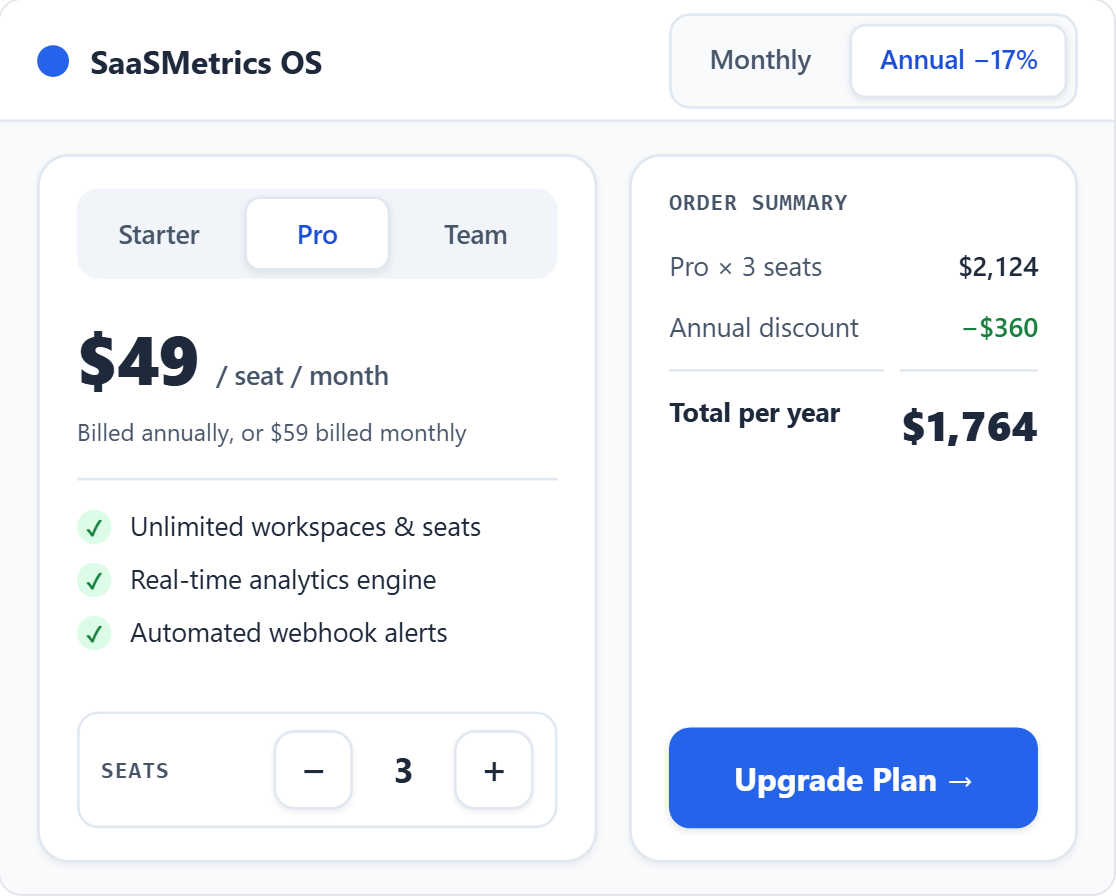 SaaSMetrics OS
Monthly
Annual −17%
Starter
Pro
Team
$49 / seat / month
Billed annually, or $59 billed monthly
✓ Unlimited workspaces & seats
✓ Real-time analytics engine
✓ Automated webhook alerts
SEATS − 3 +
ORDER SUMMARY
Pro × 3 seats $2,124
Annual discount −$360
Total per year $1,764
Upgrade Plan →